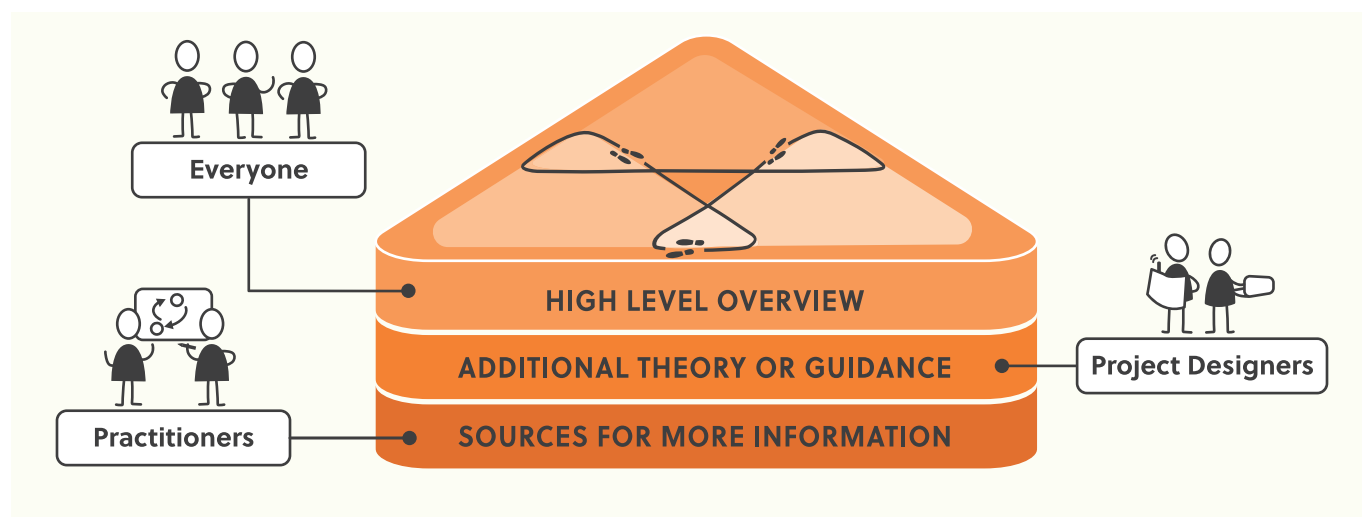 Everyone
HIGH LEVEL OVERVIEW
ADDITIONAL THEORY OR GUIDANCE
Project Designers
Practitioners
SOURCES FOR MORE INFORMATION